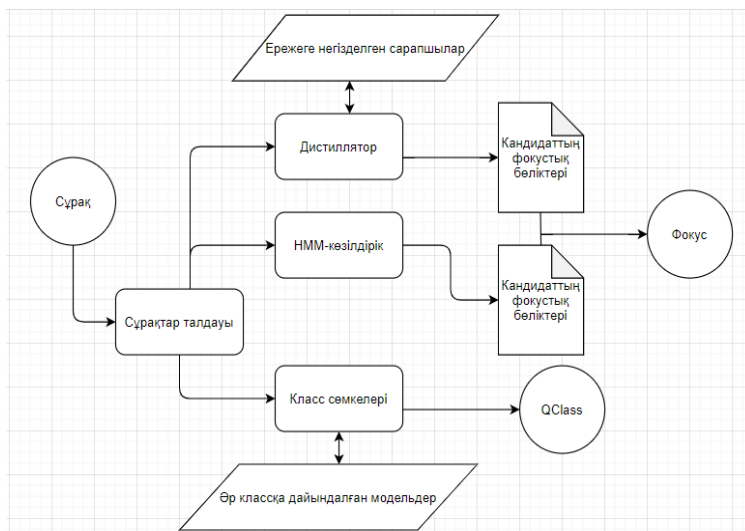 Ережеге негізделген сарапшылар
Дистиллятор
Кандидаттың
фокустық
бөліктері
Сұрақ
НММ-көзілдірік
Фокус
Сұрақтар талдауы
Кандидаттың
фокустық
бөліктері
Класс сөмкелері
QClass
Әр классқа дайындалған модельдер